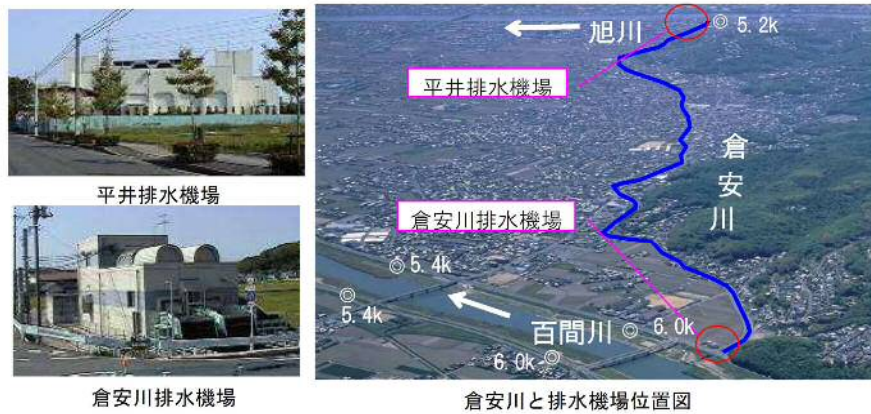 平井排水機場
倉安川排水機場
旭川
5.2k
平井排水機場
倉安川
倉安川排水機場
5.4k
5.4k
百間川
6.0k
6.0k
倉安川と排水機場位置図